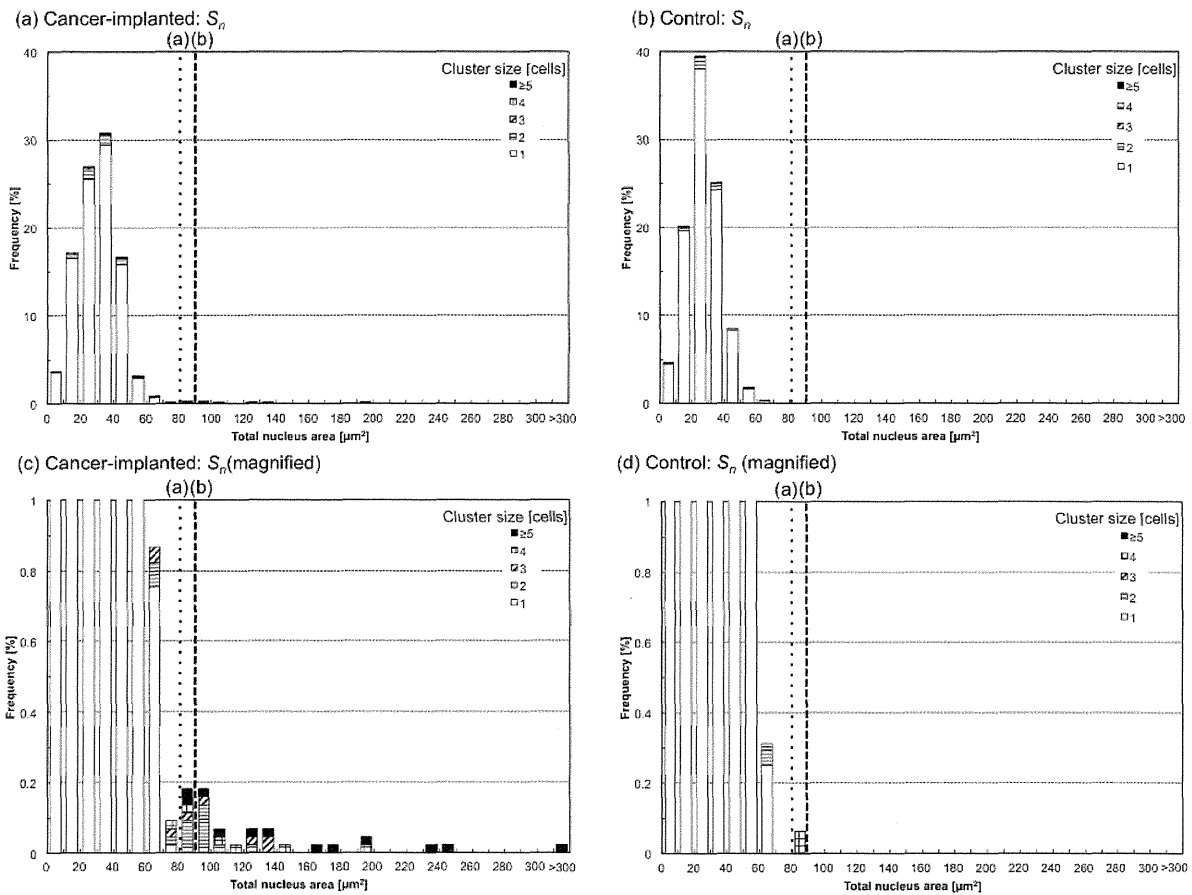 (a) Cancer-implanted: Sn
(a)(b)
40
30
20
10
0
Frequency [%]
Cluster size [cells]
≥5
4
3
2
1
0 20 40 60 80 100 120 140 160 180 200 220 240 260 280 300 >300
Total nucleus area [µm²]
(b) Control: Sn
(a)(b)
40
30
20
10
0
Frequency [%]
Cluster size [cells]
≥5
4
3
2
1
0 20 40 60 80 100 120 140 160 180 200 220 240 260 280 300 >300
Total nucleus area [µm²]
(c) Cancer-implanted: Sn(magnified)
(a)(b)
1
0.8
0.6
0.4
0.2
0
Frequency [%]
Cluster size [cells]
≥5
4
3
2
1
0 20 40 60 80 100 120 140 160 180 200 220 240 260 280 300 >300
Total nucleus area [µm²]
(d) Control: Sn (magnified)
(a)(b)
1
0.8
0.6
0.4
0.2
0
Frequency [%]
Cluster size [cells]
≥5
4
3
2
1
0 20 40 60 80 100 120 140 160 180 200 220 240 260 280 300 >300
Total nucleus area [µm²]